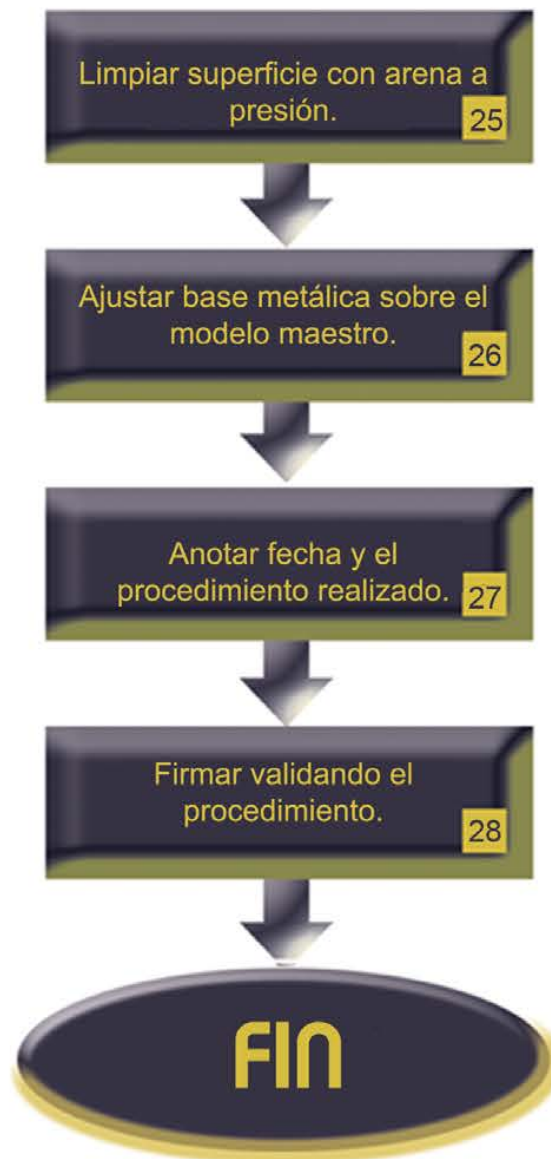 Limpiar superficie con arena a
presión.
25
Ajustar base metálica sobre el
modelo maestro.
26
Anotar fecha y el
procedimiento realizado.
27
Firmar validando el
procedimiento.
28
FIN